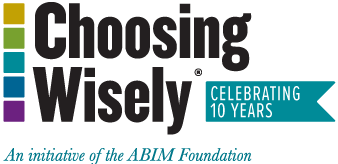 Choosing
Wisely®
CELEBRATING
10 YEARS
An initiative of the ABIM Foundation